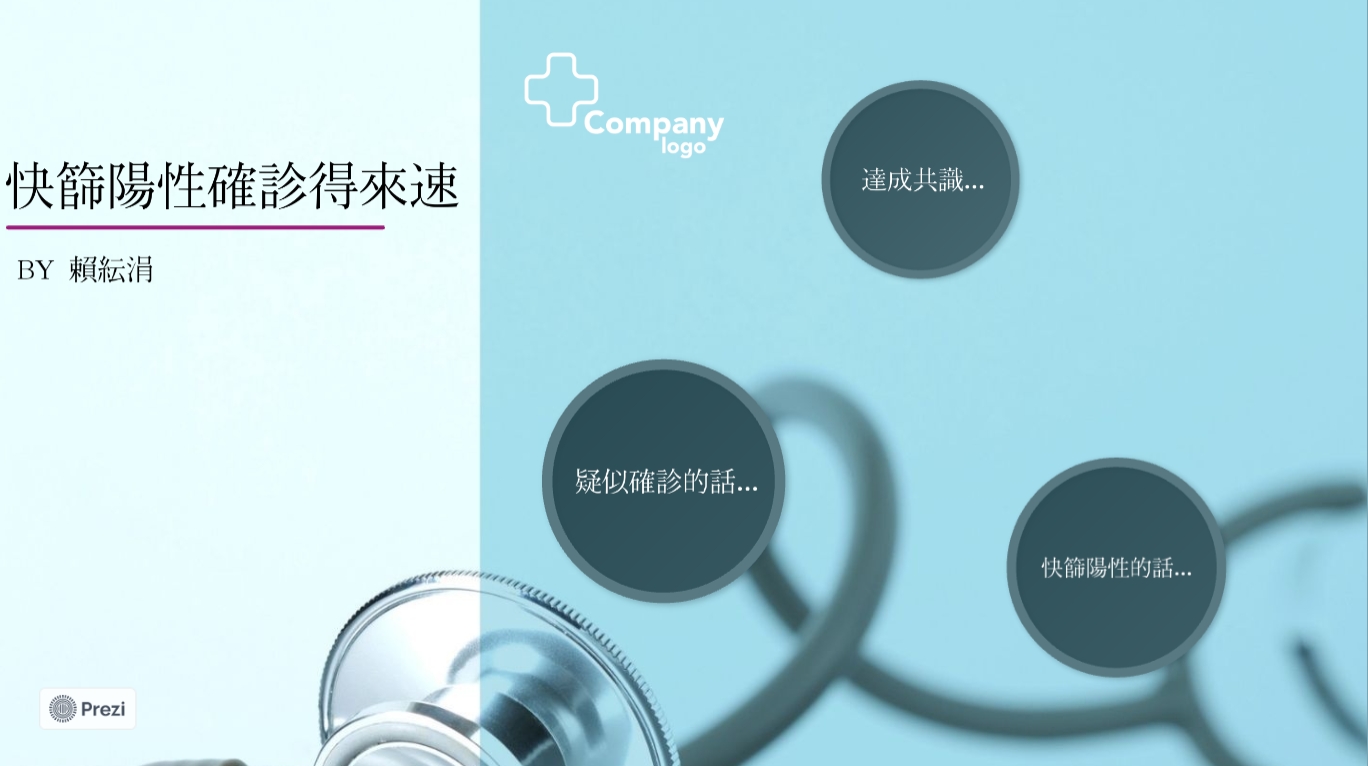 快篩陽性確診得來速
BY 賴紜涓
Company
logo
達成共識...
疑似確診的話...
快篩陽性的話...
Prezi